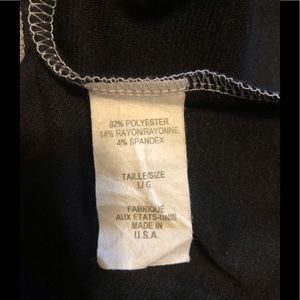 82% POLYESTER
14% RAYON/RAYONNE
4% SPANDEX
TAILLE/SIZE
L/ G
FABRIQUE
AUX ETATS-UNIS
MADE IN
U.S.A.